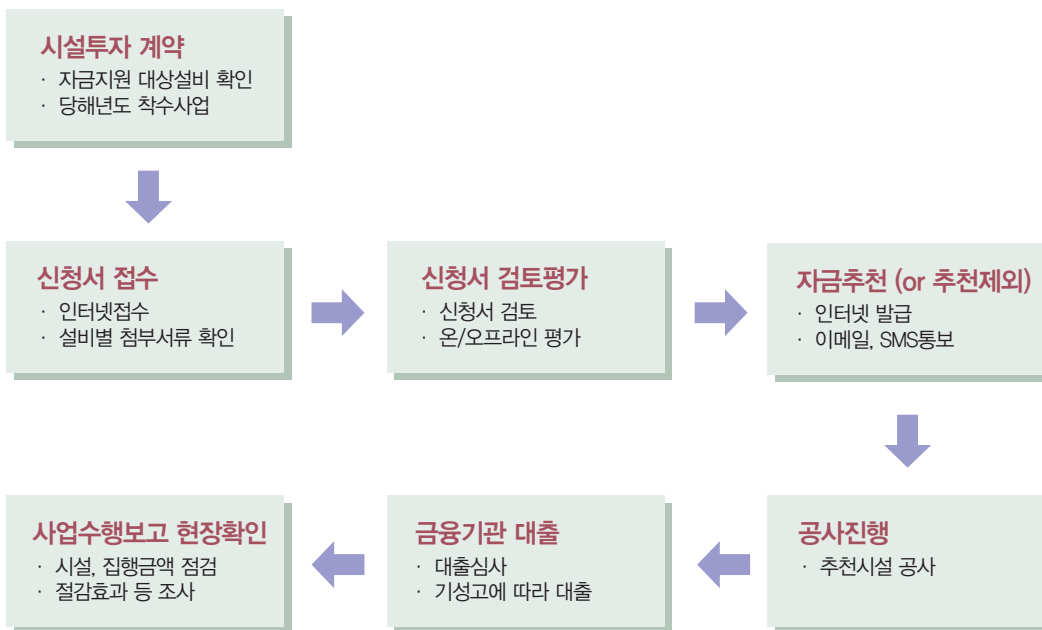 시설투자 계약
· 자금지원 대상설비 확인
· 당해년도 착수사업
신청서 접수
· 인터넷접수
· 설비별 첨부서류 확인
신청서 검토평가
· 신청서 검토
· 온/오프라인 평가
자금추천 (or 추천제외)
· 인터넷 발급
· 이메일, SMS통보
공사진행
· 추천시설 공사
금융기관 대출
· 대출심사
· 기성고에 따라 대출
사업수행보고 현장확인
· 시설, 집행금액 점검
· 절감효과 등 조사